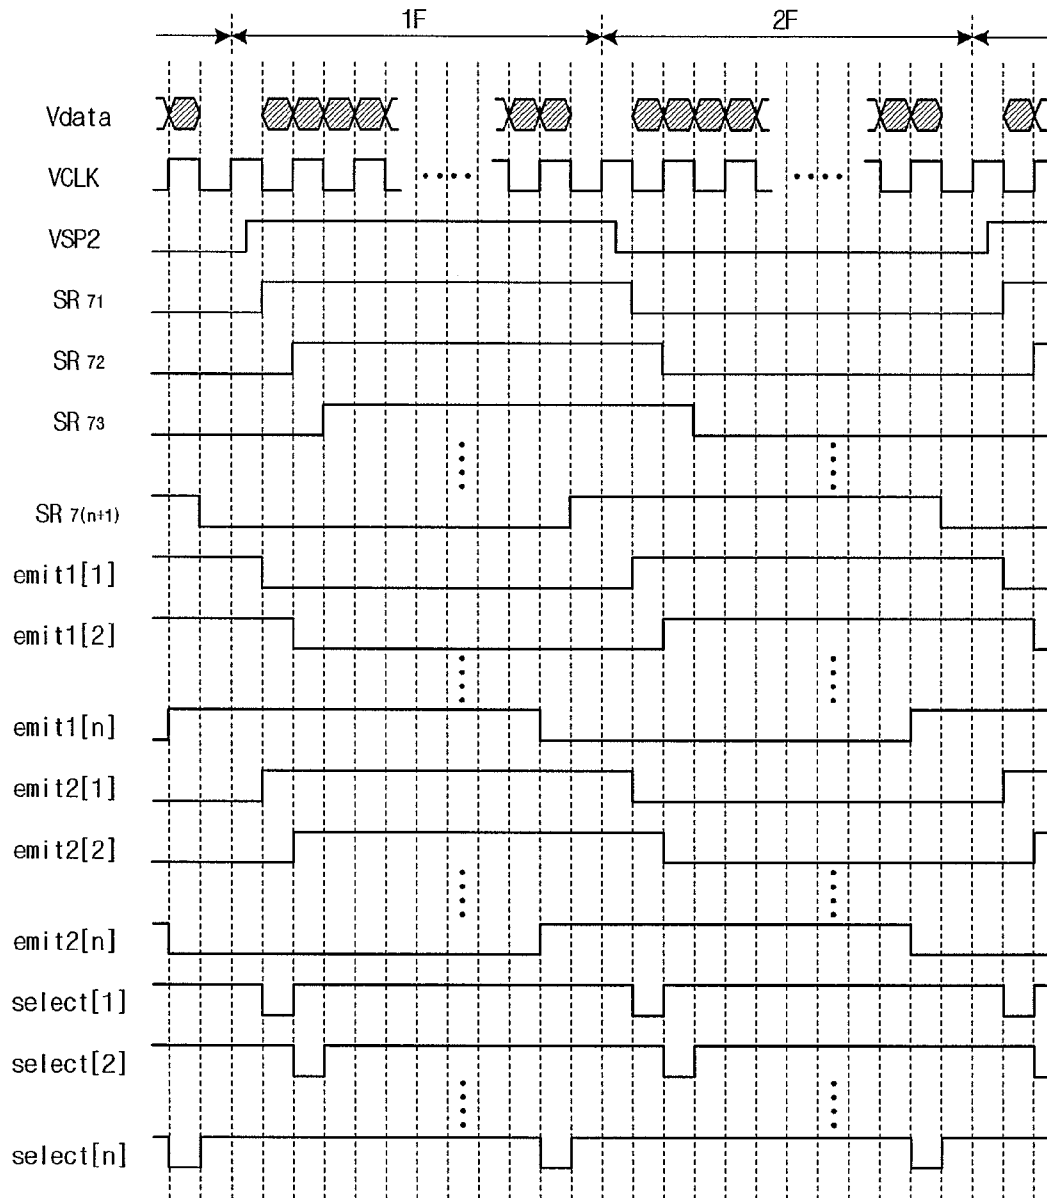 1F 2F
Vdata
VCLK
VSP2
SR 71
SR 72
SR 73
SR 7(n+1)
emit1[1]
emit1[2]
emit1[n]
emit2[1]
emit2[2]
emit2[n]
select[1]
select[2]
select[n]